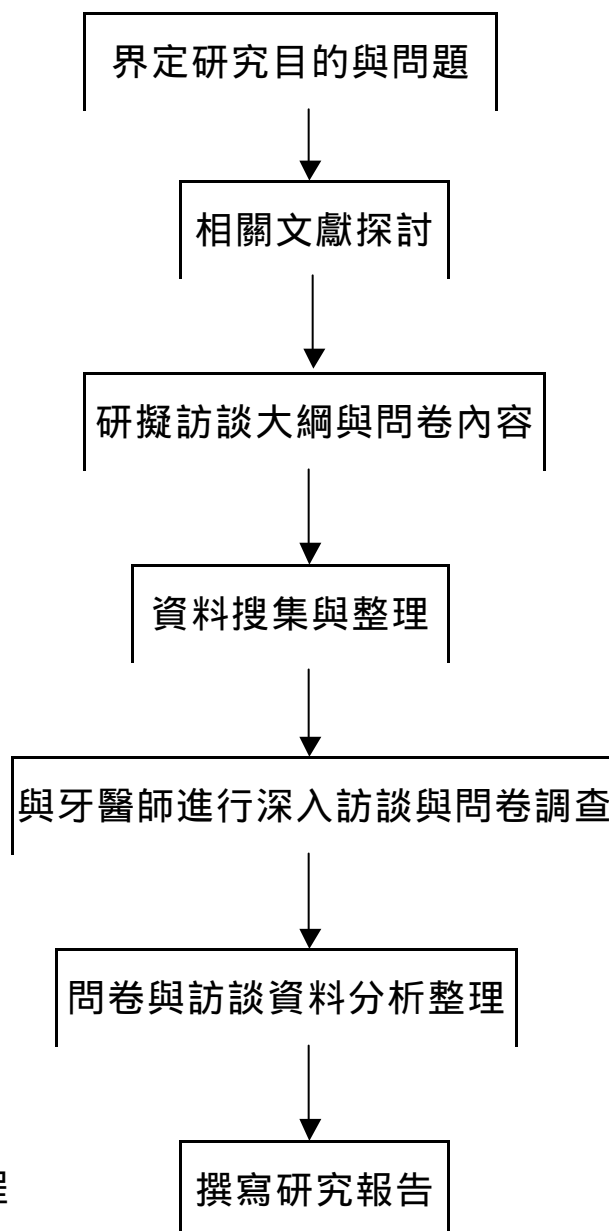 界定研究目的與問題
相關文獻探討
研擬訪談大綱與問卷內容
資料搜集與整理
與牙醫師進行深入訪談與問卷調查
問卷與訪談資料分析整理
撰寫研究報告